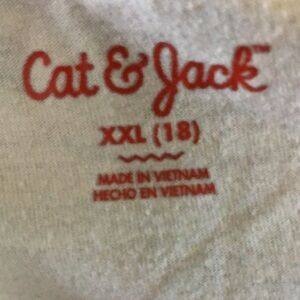 Cat & Jack™
XXL (18)
MADE IN VIETNAM
HECHO EN VIETNAM